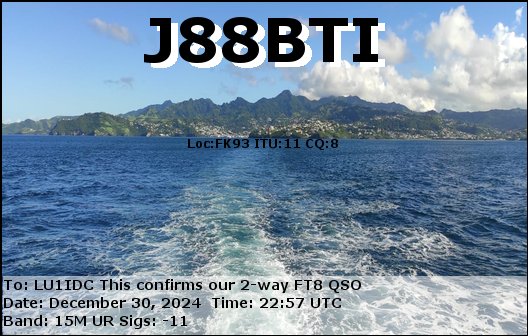 J88BTI
Loc:FK93 ITU:11 CQ:8
To: LU1IDC This confirms our 2-way FT8 QSO
Date: December 30, 2024 Time: 22:57 UTC
Band: 15M UR Sigs: -11